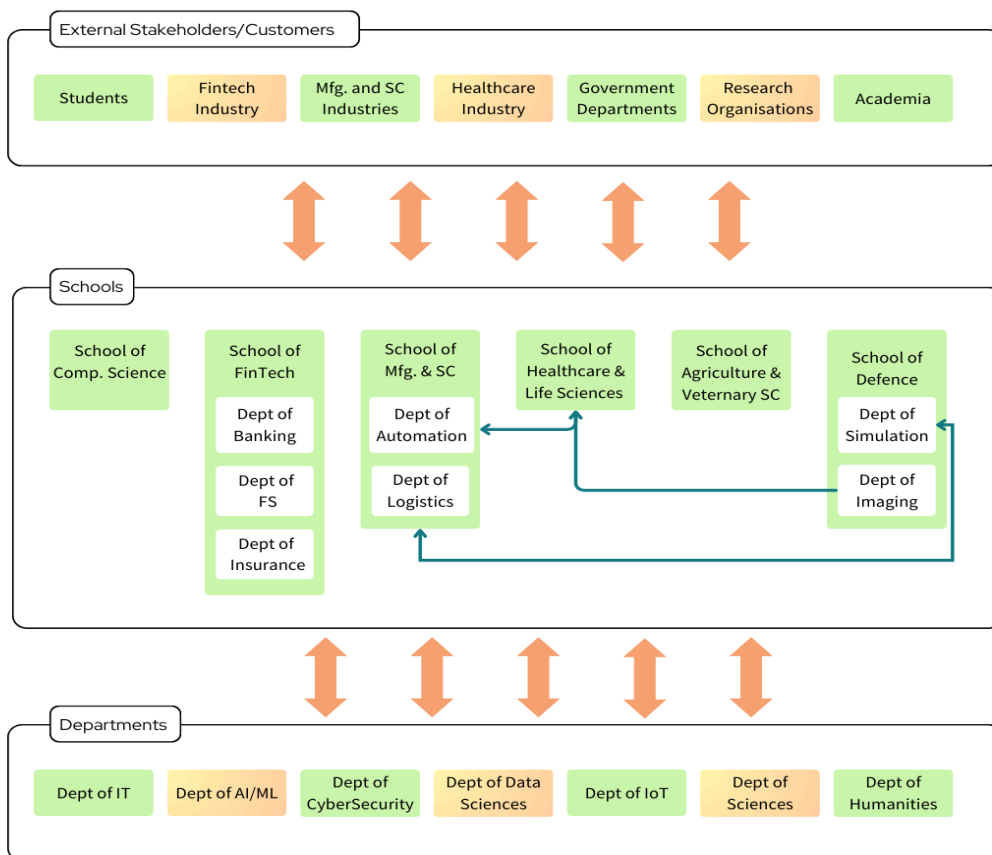 External Stakeholders/Customers
Students
Fintech
Industry
Mfg. and SC
Industries
Healthcare
Industry
Government
Departments
Research
Organisations
Academia
Schools
School of
Comp. Science
School of
FinTech
Dept of
Banking
Dept of
FS
Dept of
Insurance
School of
Mfg. & SC
Dept of
Automation
Dept of
Logistics
School of
Healthcare &
Life Sciences
School of
Agriculture &
Veternary SC
School of
Defence
Dept of
Simulation
Dept of
Imaging
Departments
Dept of IT
Dept of AI/ML
Dept of
CyberSecurity
Dept of Data
Sciences
Dept of IoT
Dept of
Sciences
Dept of
Humanities